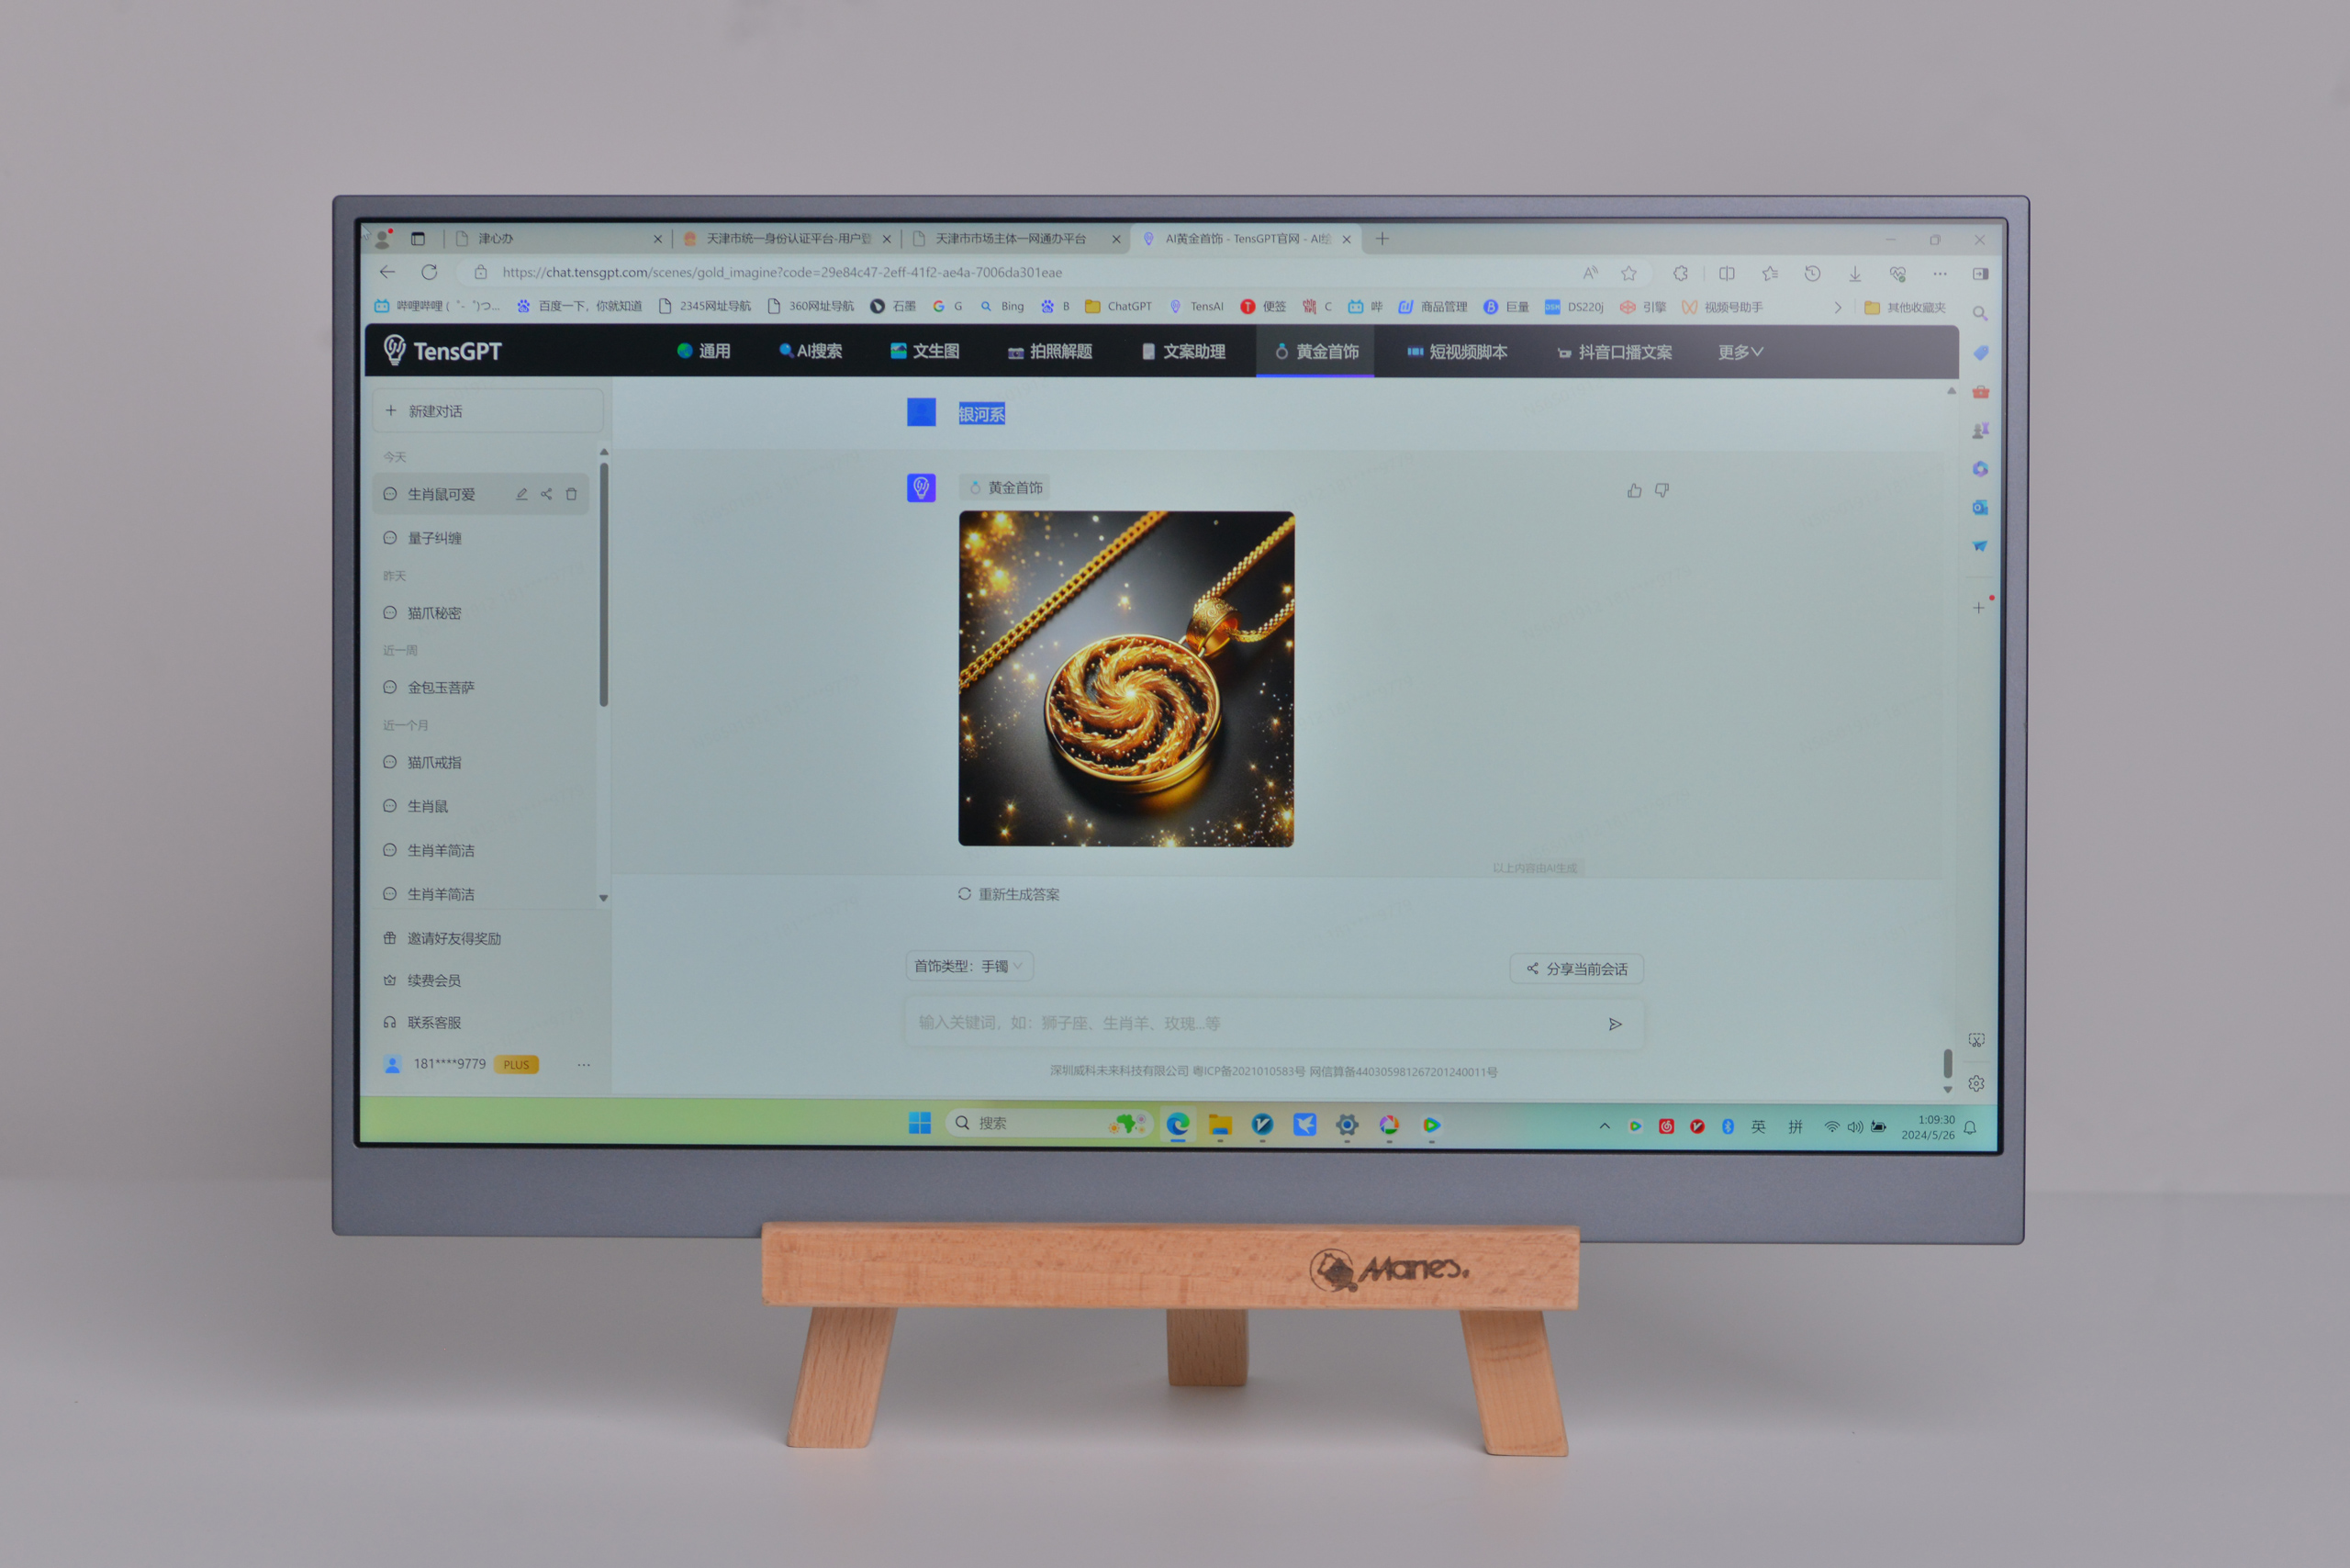 津心办
天津市统一身份认证平台-用户登
天津市市场主体一网通办平台
AI黄金首饰 - TensGPT官网 - AI绘
https://chat.tensgpt.com/scenes/gold_imagine?code=29e84c47-2eff-41f2-ae4a-7006da301eae
哔哩哔哩 ( ゜- ゜)つ... 百度一下，你就知道 2345网址导航 360网址导航 石墨 G Bing B ChatGPT TensAI 便签 C 哔 商品管理 巨量 DS220j 引擎 视频号助手 其他收藏夹
TensGPT 通用 AI搜索 文生图 拍照解题 文案助理 黄金首饰 短视频脚本 抖音口播文案 更多
新建对话
今天
生肖鼠可爱
量子纠缠
昨天
猫爪秘密
近一周
金包玉菩萨
近一个月
猫爪戒指
生肖鼠
生肖羊简洁
生肖羊简洁
邀请好友得奖励
续费会员
联系客服
181****9779 PLUS
银河系
黄金首饰
以上内容由AI生成
重新生成答案
首饰类型：手镯
分享当前会话
输入关键词，如：狮子座、生肖羊、玫瑰...等
深圳威科未来科技有限公司 粤ICP备2021010583号 网信算备440305981267201240011号
搜索
英 拼
1:09:30
2024/5/26
Maries.